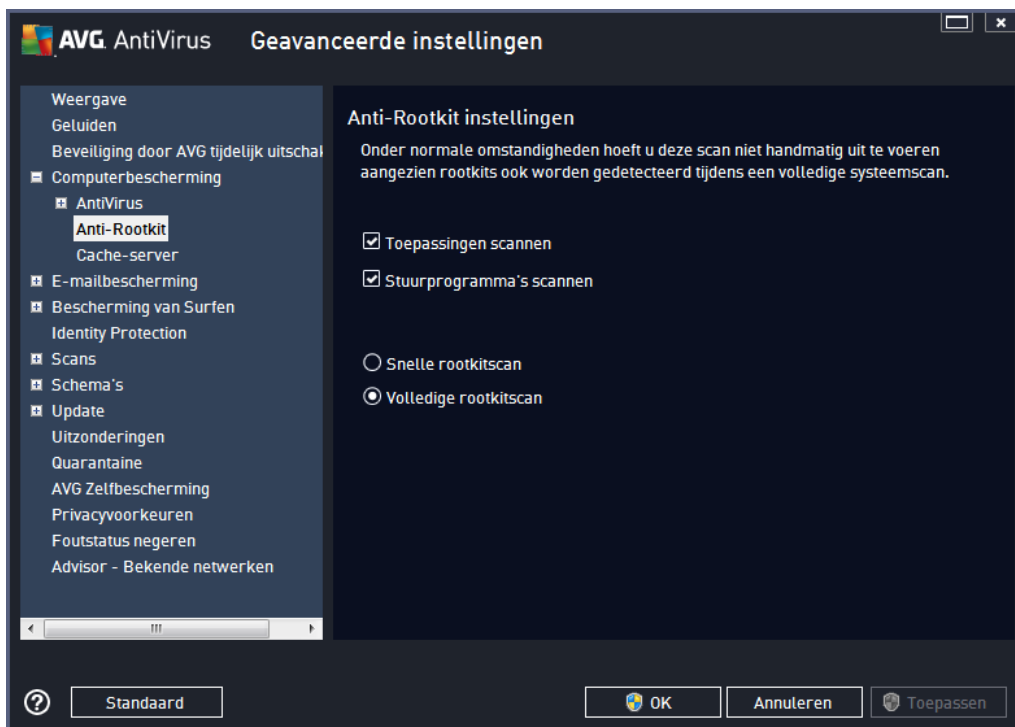 AVG. AntiVirus Geavanceerde instellingen
Weergave
Geluiden
Beveiliging door AVG tijdelijk uitschak
Computerbescherming
AntiVirus
Anti-Rootkit
Cache-server
E-mailbescherming
Bescherming van Surfen
Identity Protection
Scans
Schema's
Update
Uitzonderingen
Quarantaine
AVG Zelfbescherming
Privacyvoorkeuren
Foutstatus negeren
Advisor - Bekende netwerken
Anti-Rootkit instellingen
Onder normale omstandigheden hoeft u deze scan niet handmatig uit te voeren
aangezien rootkits ook worden gedetecteerd tijdens een volledige systeemscan.
Toepassingen scannen
Stuurprogramma's scannen
Snelle rootkitscan
Volledige rootkitscan
? Standaard OK Annuleren Toepassen